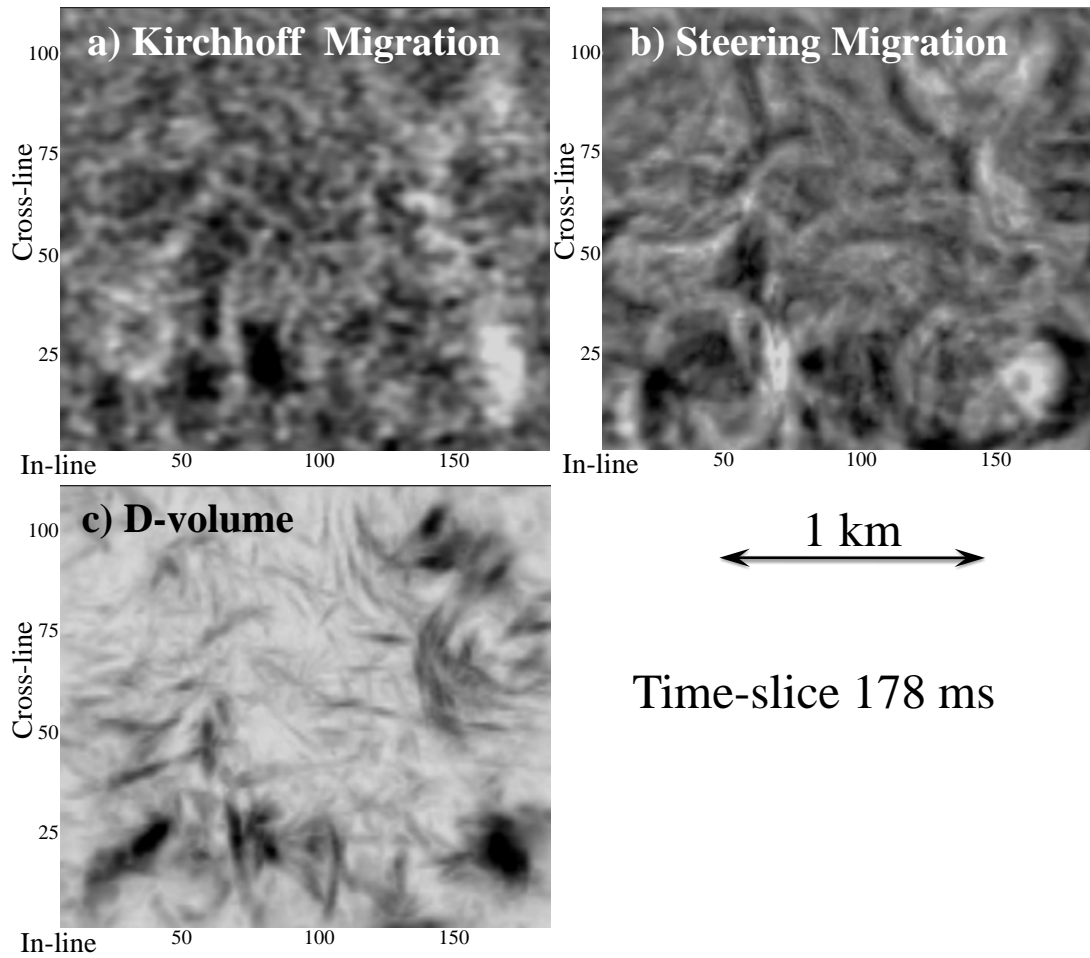 a) Kirchhoff Migration
100
75
Cross-line
50
25
In-line
50
100
150
b) Steering Migration
100
75
Cross-line
50
25
In-line
50
100
150
c) D-volume
100
75
Cross-line
50
25
In-line
50
100
150
1 km
Time-slice 178 ms